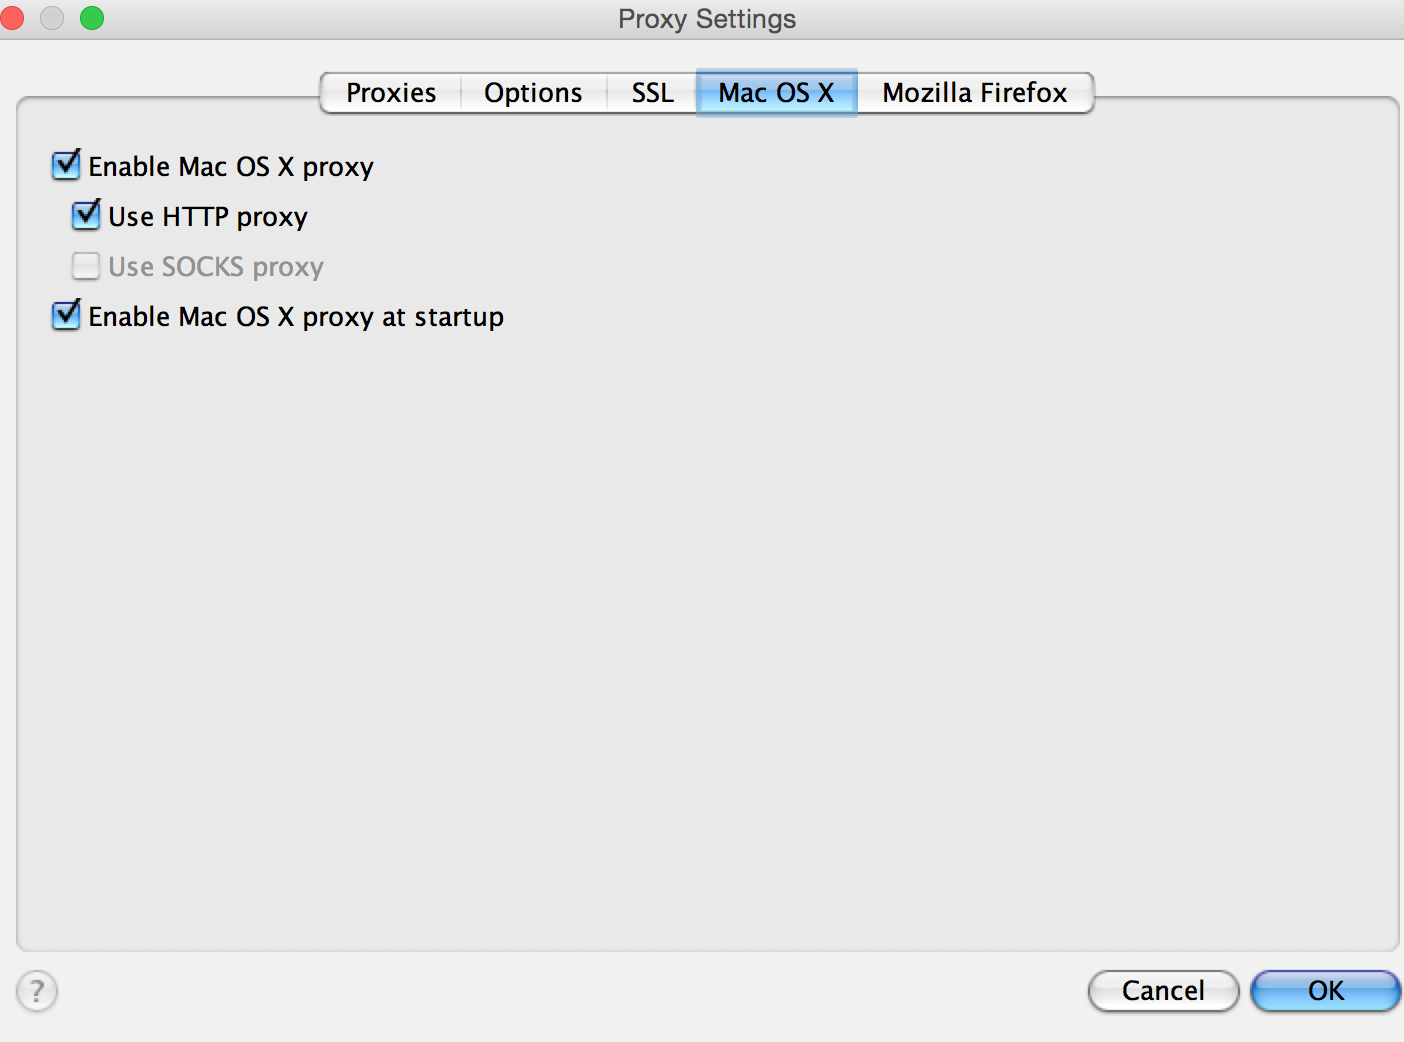 Proxy Settings
Proxies Options SSL Mac OS X Mozilla Firefox
Enable Mac OS X proxy
Use HTTP proxy
Use SOCKS proxy
Enable Mac OS X proxy at startup
? Cancel OK